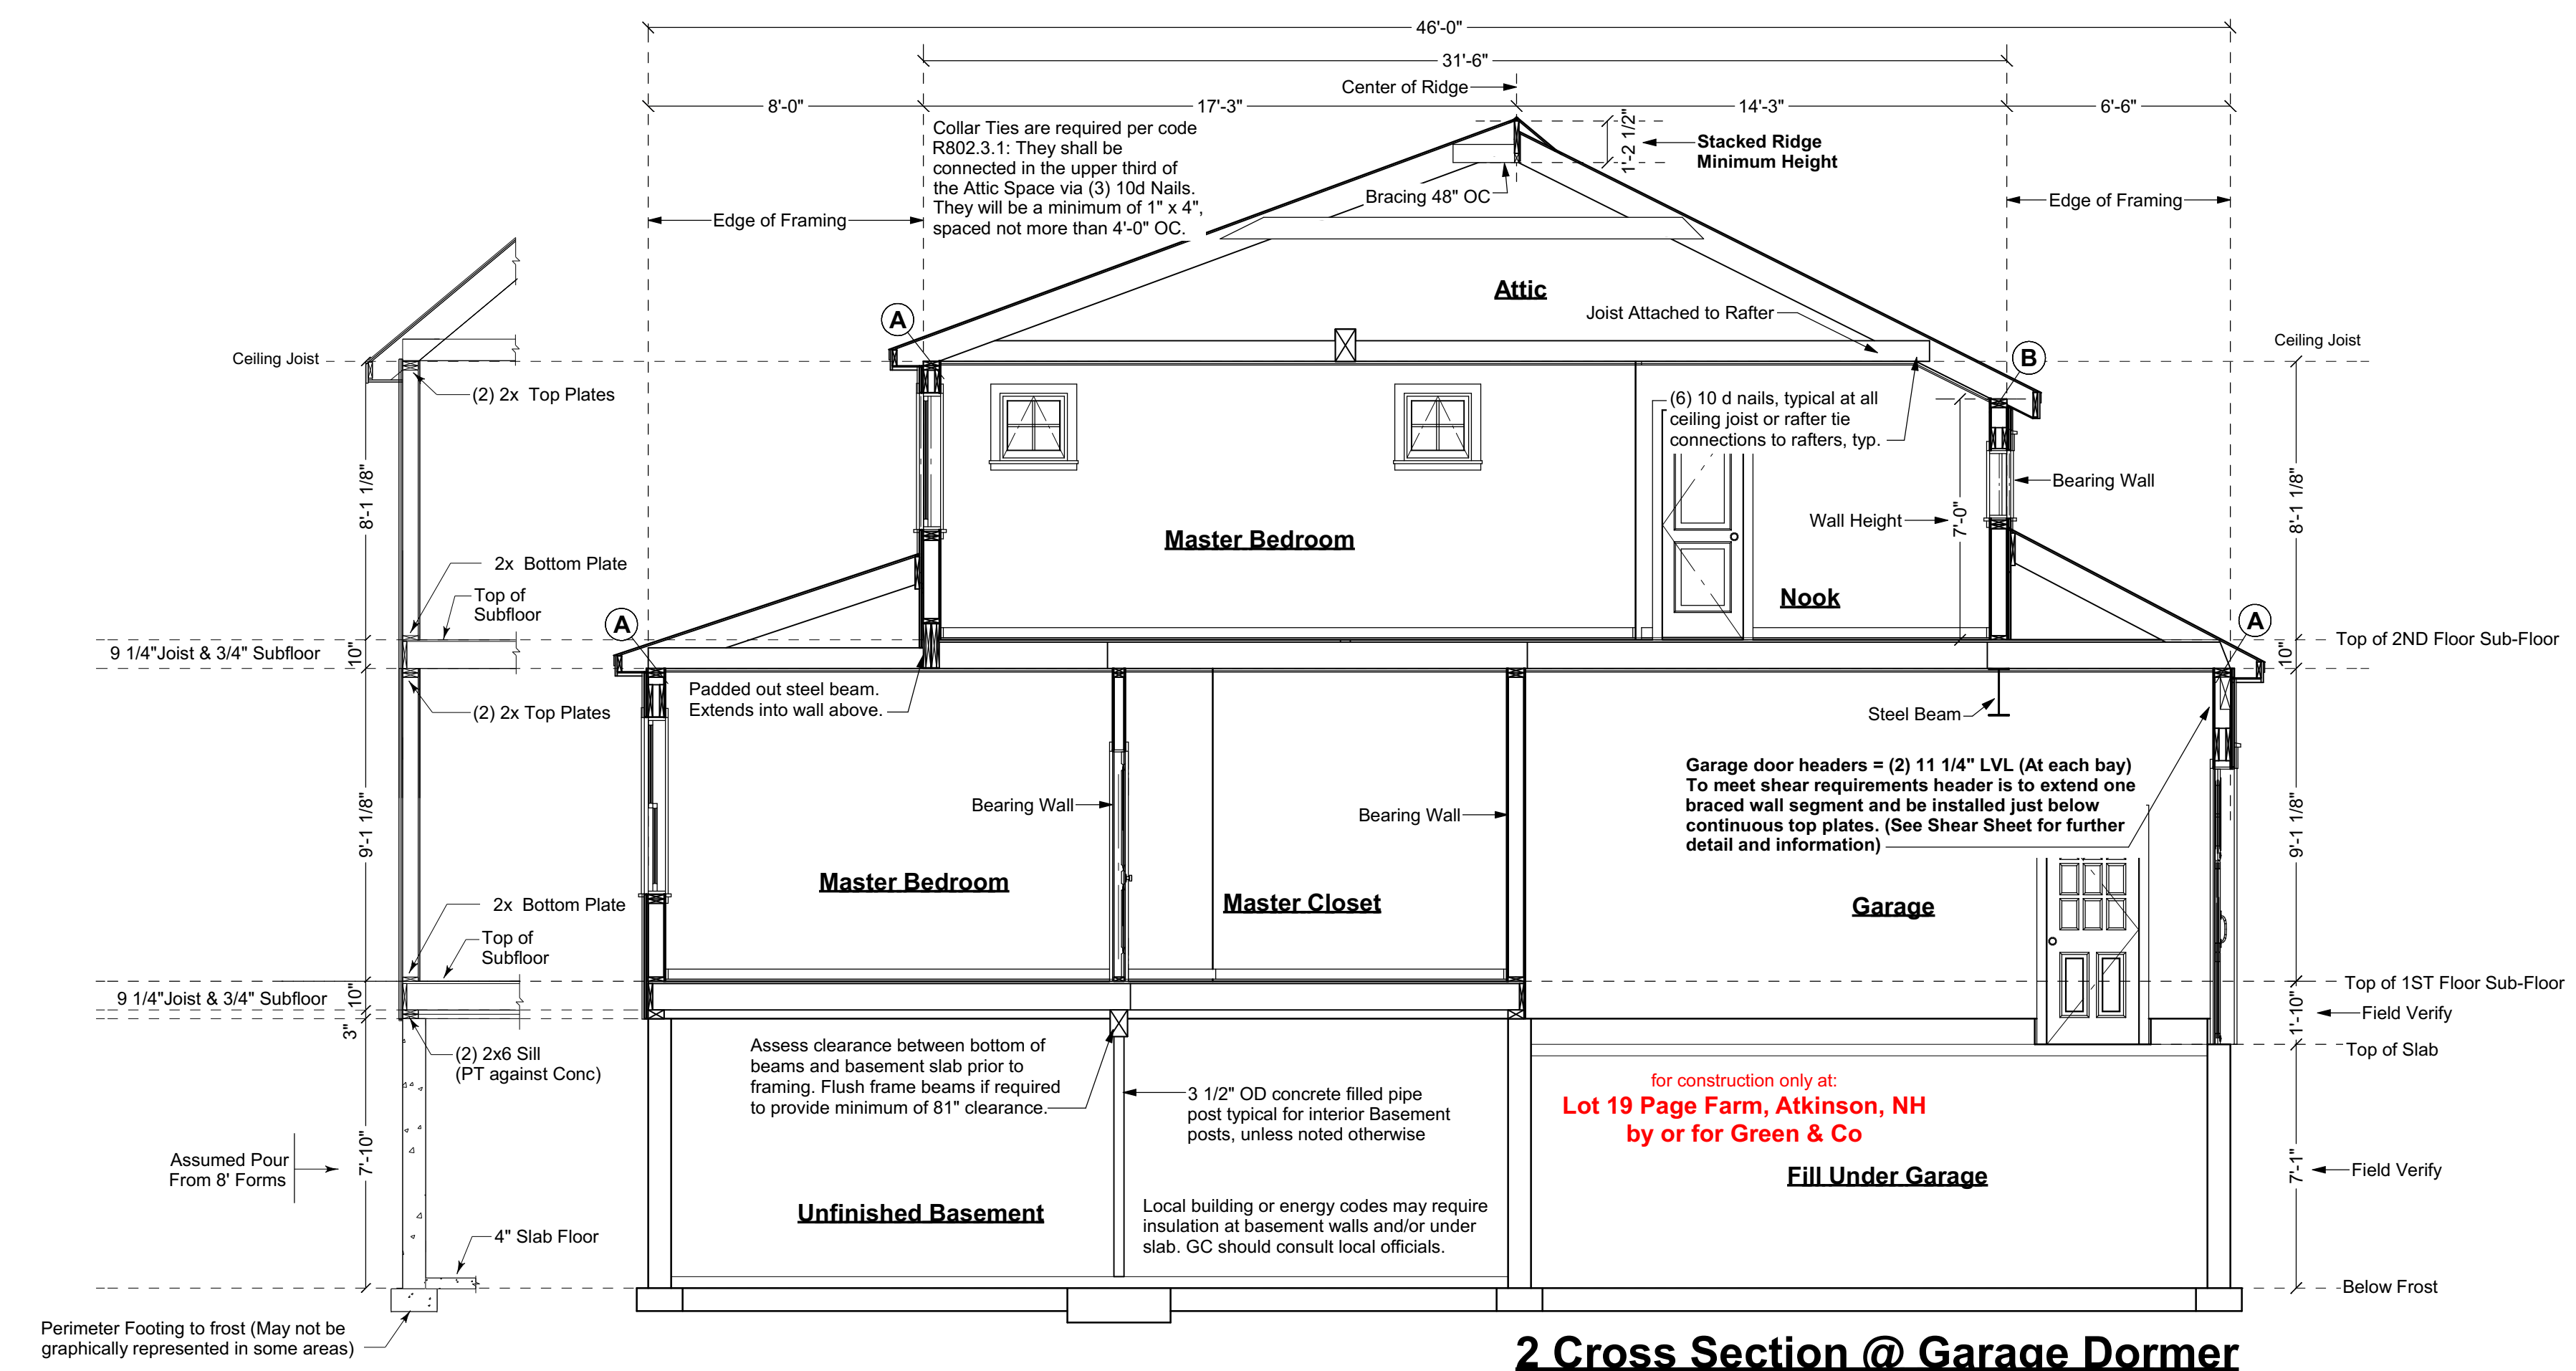 46'-0"
31'-6"
Center of Ridge
8'-0"
17'-3"
14'-3"
6'-6"
Collar Ties are required per code
R802.3.1: They shall be
connected in the upper third of
the Attic Space via (3) 10d Nails.
They will be a minimum of 1" x 4",
spaced not more than 4'-0" OC.
1'-2 1/2"
Stacked Ridge
Minimum Height
Bracing 48" OC
Edge of Framing
Edge of Framing
Attic
Joist Attached to Rafter
A
B
Ceiling Joist
Ceiling Joist
(2) 2x Top Plates
(6) 10 d nails, typical at all
ceiling joist or rafter tie
connections to rafters, typ.
8'-1 1/8"
Bearing Wall
8'-1 1/8"
Wall Height
7'-0"
Master Bedroom
2x Bottom Plate
Top of
Subfloor
Nook
A
A
9 1/4"Joist & 3/4" Subfloor
10"
Top of 2ND Floor Sub-Floor
10"
Padded out steel beam.
Extends into wall above.
(2) 2x Top Plates
Steel Beam
Garage door headers = (2) 11 1/4" LVL (At each bay)
To meet shear requirements header is to extend one
braced wall segment and be installed just below
continuous top plates. (See Shear Sheet for further
detail and information)
9'-1 1/8"
Bearing Wall
Bearing Wall
9'-1 1/8"
Master Bedroom
Master Closet
Garage
2x Bottom Plate
Top of
Subfloor
9 1/4"Joist & 3/4" Subfloor
10"
Top of 1ST Floor Sub-Floor
1'-10"
Field Verify
3"
(2) 2x6 Sill
(PT against Conc)
Top of Slab
Assess clearance between bottom of
beams and basement slab prior to
framing. Flush frame beams if required
to provide minimum of 81" clearance.
3 1/2" OD concrete filled pipe
post typical for interior Basement
posts, unless noted otherwise
for construction only at:
Lot 19 Page Farm, Atkinson, NH
by or for Green & Co
Assumed Pour
From 8' Forms
7'-10"
Fill Under Garage
7'-1"
Field Verify
Unfinished Basement
Local building or energy codes may require
insulation at basement walls and/or under
slab. GC should consult local officials.
4" Slab Floor
Below Frost
Perimeter Footing to frost (May not be
graphically represented in some areas)
2 Cross Section @ Garage Dormer